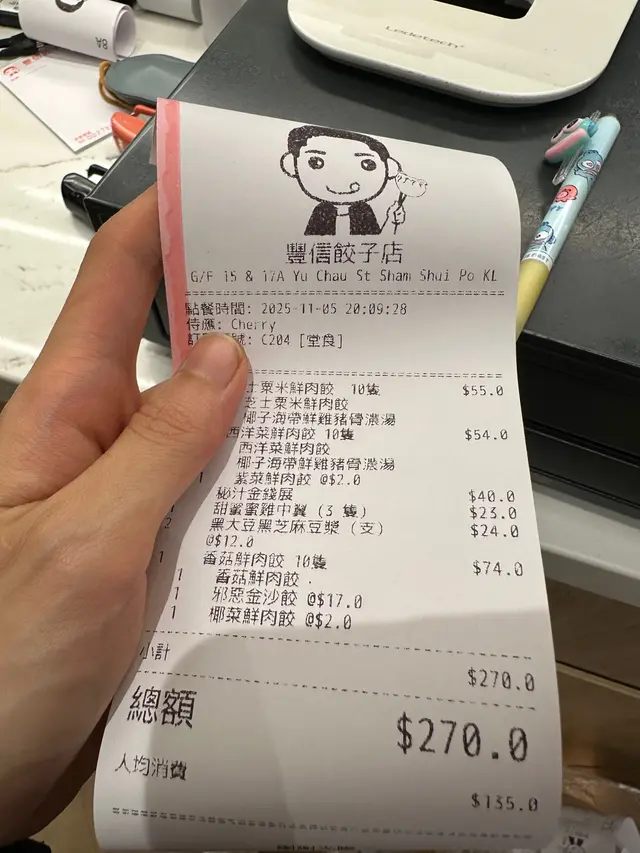 Ledetech
豐信餃子店
G/F 15 & 17A Yu Chau St Sham Shui Po KL
點餐時間: 2025-11-05 20:09:28
侍應: Cherry
號: C204 [堂食]
士粟米鮮肉餃 10隻 $55.0
芝士粟米鮮肉餃
椰子海帶鮮雞豬骨濃湯
西洋菜鮮肉餃 10隻 $54.0
西洋菜鮮肉餃
椰子海帶鮮雞豬骨濃湯
1 紫菜鮮肉餃 @$2.0
秘汁金錢展 $40.0
甜蜜蜜雞中翼 (3 隻) $23.0
2 黑大豆黑芝麻豆漿 (支) $24.0
@$12.0
1 香菇鮮肉餃 10隻 $74.0
1 香菇鮮肉餃 .
1 邪惡金沙餃 @$17.0
1 椰菜鮮肉餃 @$2.0
小計 $270.0
總額 $270.0
人均消費 $135.0